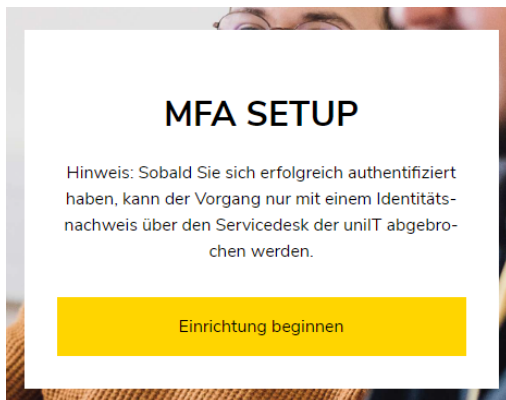 MFA SETUP
Hinweis: Sobald Sie sich erfolgreich authentifiziert
haben, kann der Vorgang nur mit einem Identitäts-
nachweis über den Servicedesk der uniIT abgebro-
chen werden.
Einrichtung beginnen